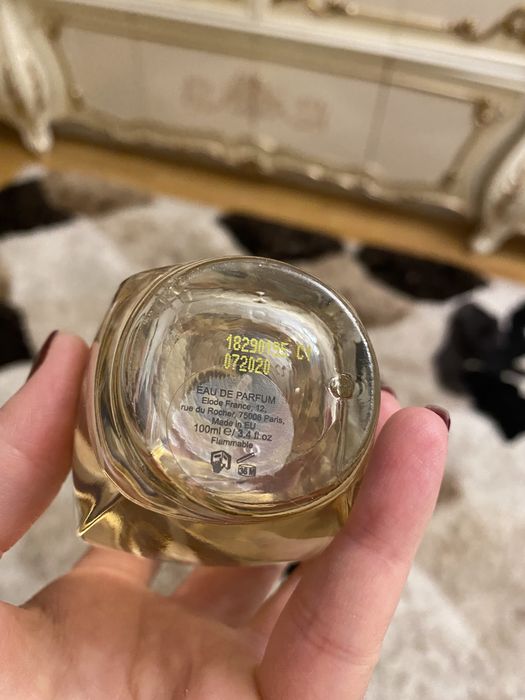 072020
EAU DE PARFUM
Elode France, 12,
rue du Rocher, 75008 Paris,
Made in EU
100ml ℮/ 3.4 fl.oz
Flammable
36 M